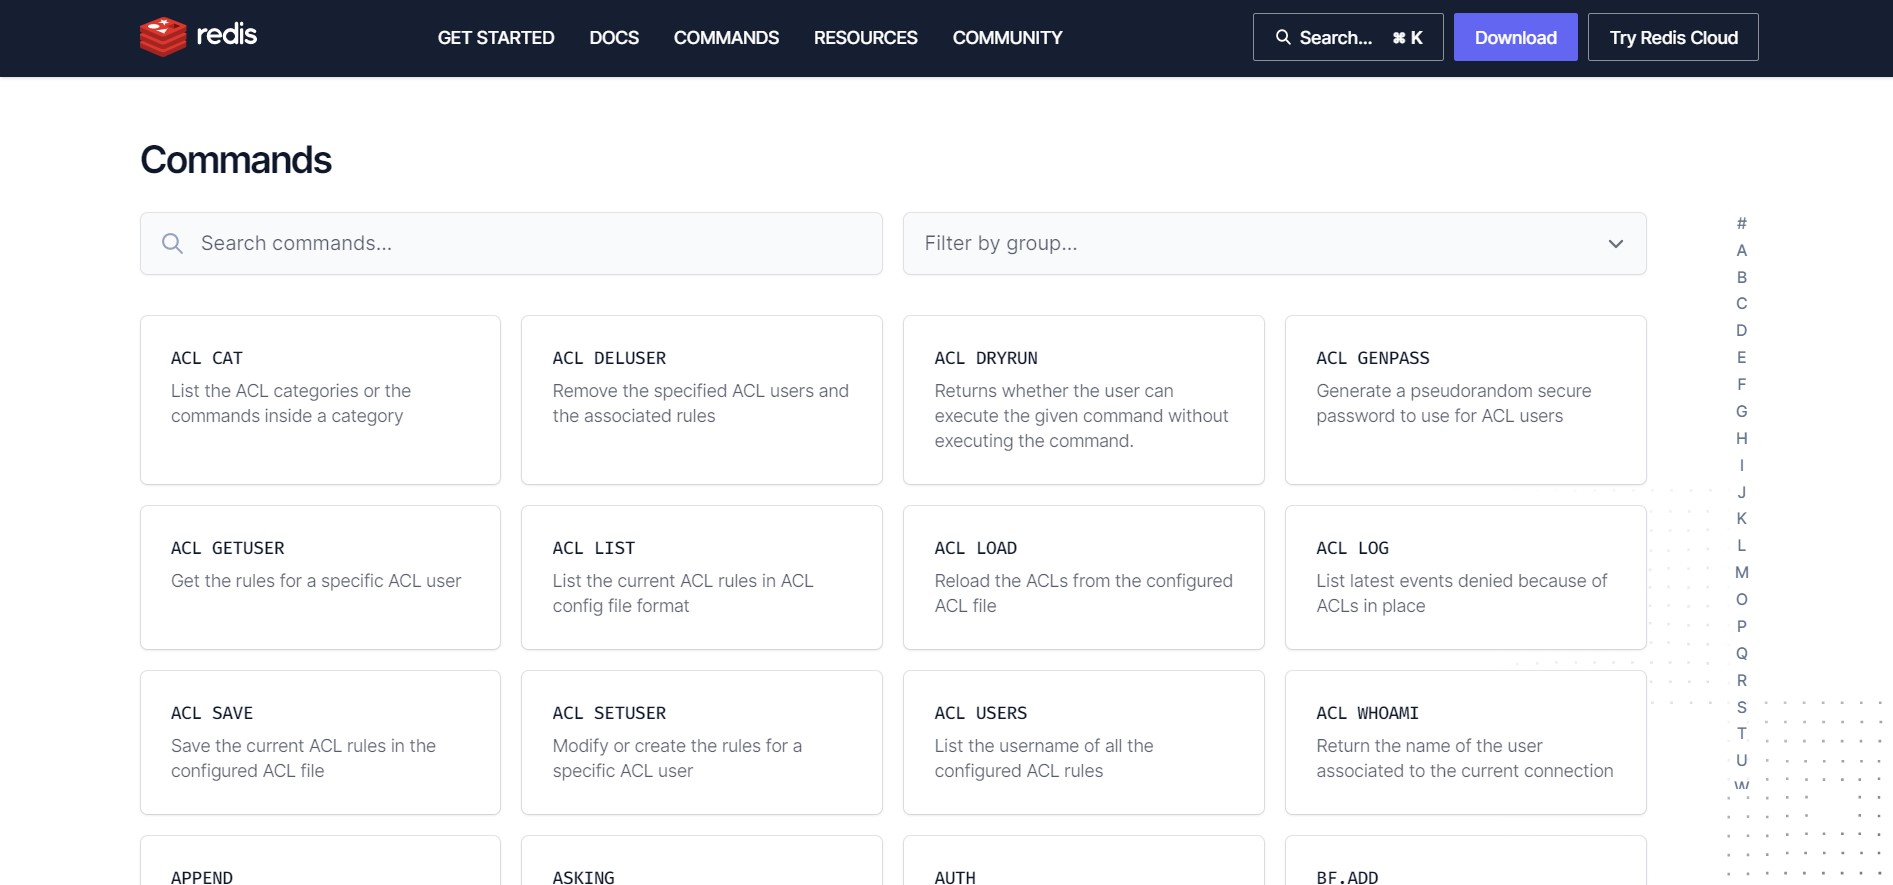 redis
GET STARTED
DOCS
COMMANDS
RESOURCES
COMMUNITY
Search... ⌘ K
Download
Try Redis Cloud
Commands
Search commands...
Filter by group...
ACL CAT
List the ACL categories or the
commands inside a category
ACL DELUSER
Remove the specified ACL users and
the associated rules
ACL DRYRUN
Returns whether the user can
execute the given command without
executing the command.
ACL GENPASS
Generate a pseudorandom secure
password to use for ACL users
ACL GETUSER
Get the rules for a specific ACL user
ACL LIST
List the current ACL rules in ACL
config file format
ACL LOAD
Reload the ACLs from the configured
ACL file
ACL LOG
List latest events denied because of
ACLs in place
ACL SAVE
Save the current ACL rules in the
configured ACL file
ACL SETUSER
Modify or create the rules for a
specific ACL user
ACL USERS
List the username of all the
configured ACL rules
ACL WHOAMI
Return the name of the user
associated to the current connection
APPEND
ASKING
AUTH
BF.ADD
#
A
B
C
D
E
F
G
H
I
J
K
L
M
O
P
Q
R
S
T
U
W